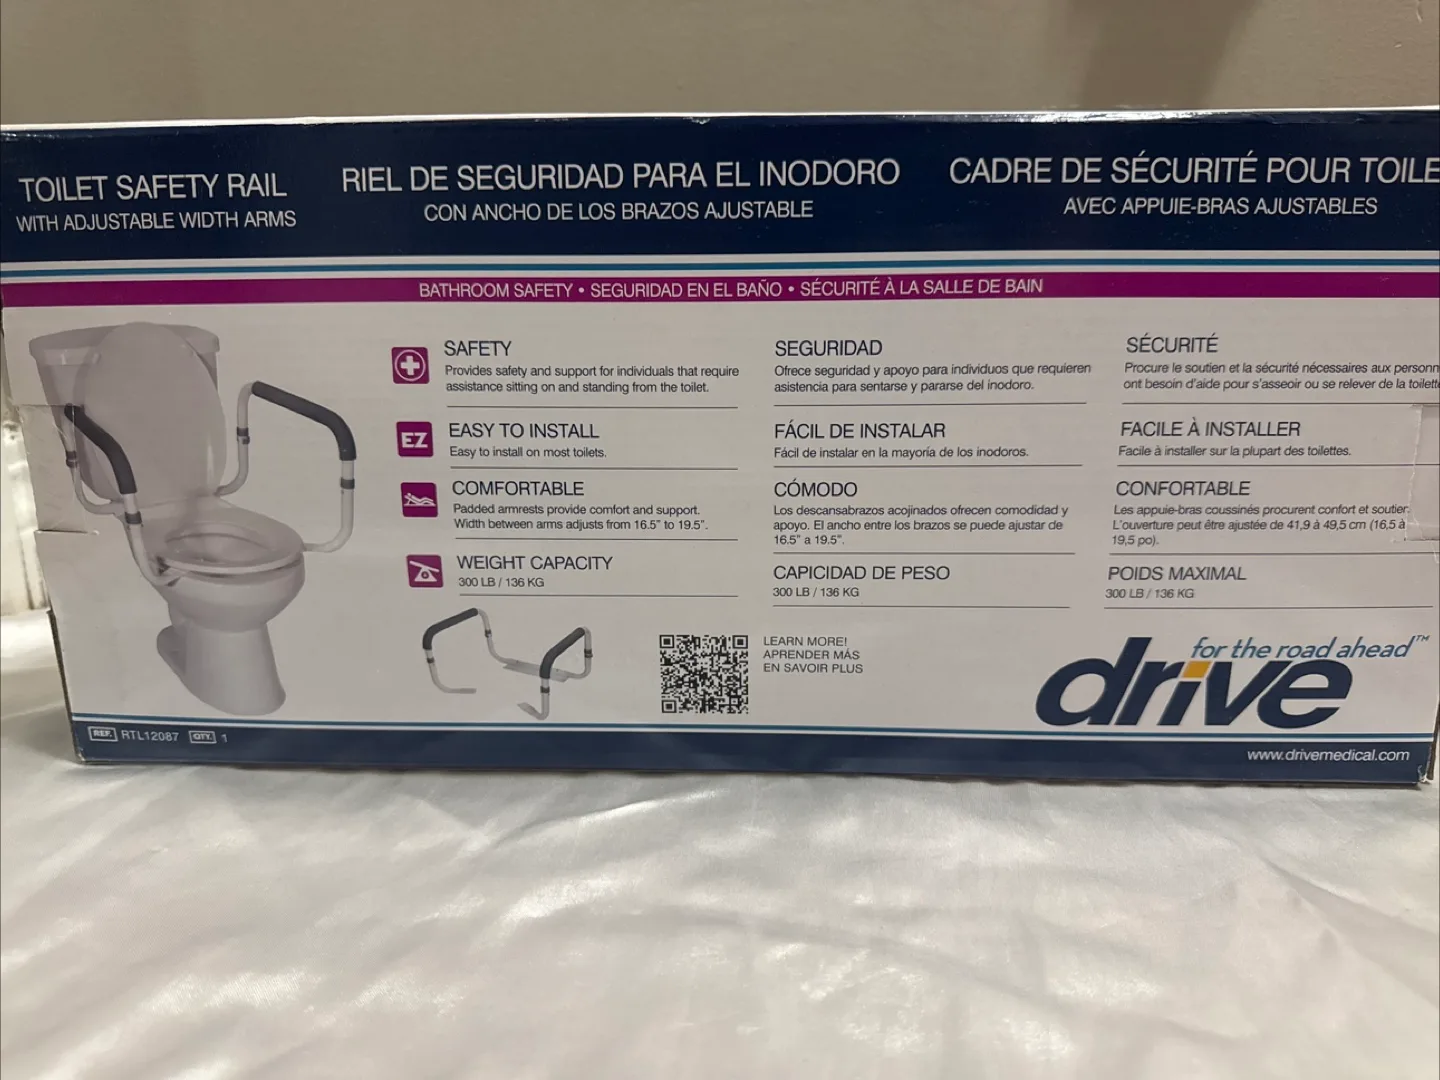 TOILET SAFETY RAIL
WITH ADJUSTABLE WIDTH ARMS
RIEL DE SEGURIDAD PARA EL INODORO
CON ANCHO DE LOS BRAZOS AJUSTABLE
CADRE DE SÉCURITÉ POUR TOILE
AVEC APPUIE-BRAS AJUSTABLES
BATHROOM SAFETY • SEGURIDAD EN EL BAÑO • SÉCURITÉ À LA SALLE DE BAIN
SAFETY
Provides safety and support for individuals that require
assistance sitting on and standing from the toilet.
EZ
EASY TO INSTALL
Easy to install on most toilets.
COMFORTABLE
Padded armrests provide comfort and support.
Width between arms adjusts from 16.5" to 19.5".
WEIGHT CAPACITY
300 LB / 136 KG
SEGURIDAD
Ofrece seguridad y apoyo para individuos que requieren
asistencia para sentarse y pararse del inodoro.
FÁCIL DE INSTALAR
Fácil de instalar en la mayoría de los inodoros.
CÓMODO
Los descansabrazos acojinados ofrecen comodidad y
apoyo. El ancho entre los brazos se puede ajustar de
16.5" a 19.5".
CAPICIDAD DE PESO
300 LB / 136 KG
SÉCURITÉ
Procure le soutien et la sécurité nécessaires aux personn
ont besoin d'aide pour s'asseoir ou se relever de la toilett
FACILE À INSTALLER
Facile à installer sur la plupart des toilettes.
CONFORTABLE
Les appuie-bras coussinés procurent confort et soutien.
L'ouverture peut être ajustée de 41,9 à 49,5 cm (16,5 à
19,5 po).
POIDS MAXIMAL
300 LB / 136 KG
LEARN MORE!
APRENDER MÁS
EN SAVOIR PLUS
for the road ahead™
drive
REF. RTL12087 QTY. 1
www.drivemedical.com